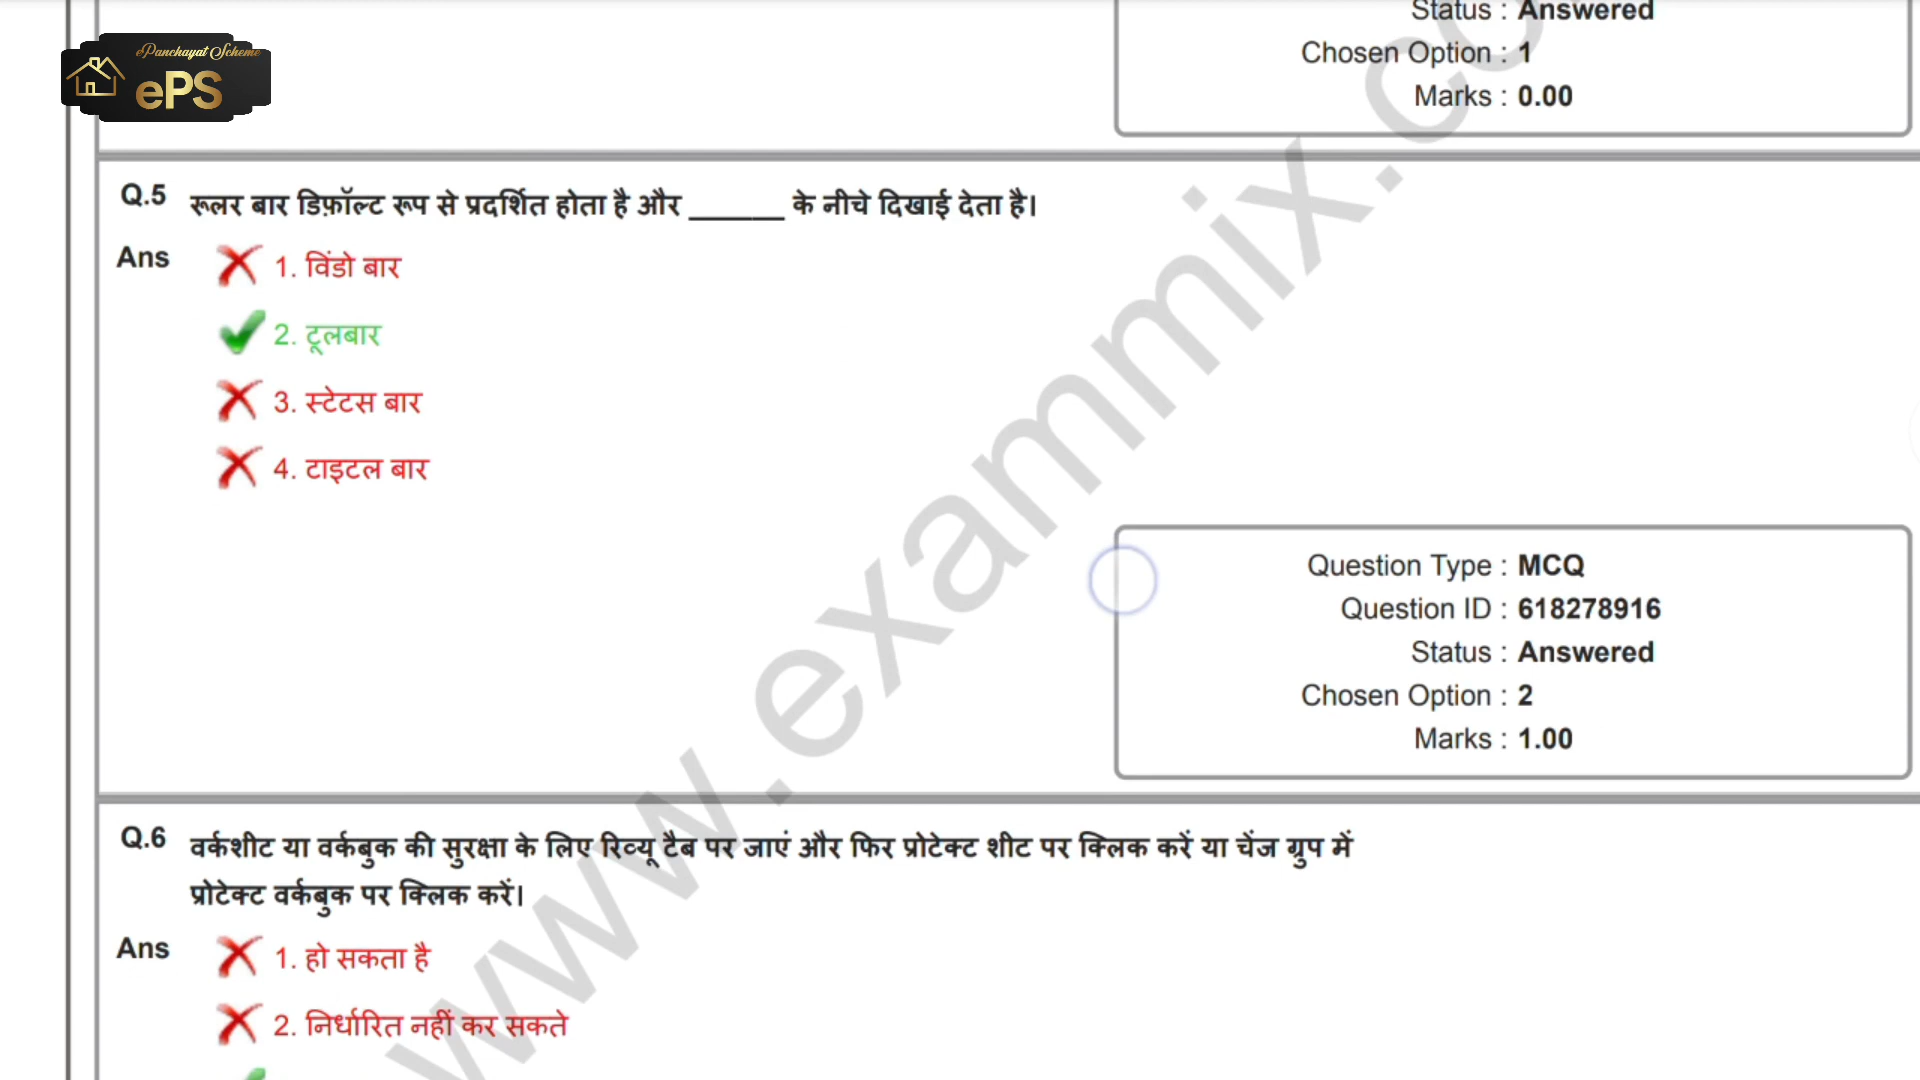 ePanchayat Scheme
ePS
Status : Answered
Chosen Option : 1
Marks : 0.00
Q.5 रूलर बार डिफ़ॉल्ट रूप से प्रदर्शित होता है और ______ के नीचे दिखाई देता है।
Ans 1. विंडो बार
2. टूलबार
3. स्टेटस बार
4. टाइटल बार
Question Type : MCQ
Question ID : 618278916
Status : Answered
Chosen Option : 2
Marks : 1.00
Q.6 वर्कशीट या वर्कबुक की सुरक्षा के लिए रिव्यू टैब पर जाएं और फिर प्रोटेक्ट शीट पर क्लिक करें या चेंज ग्रुप में
प्रोटेक्ट वर्कबुक पर क्लिक करें।
Ans 1. हो सकता है
2. निर्धारित नहीं कर सकते
www.exammix.co